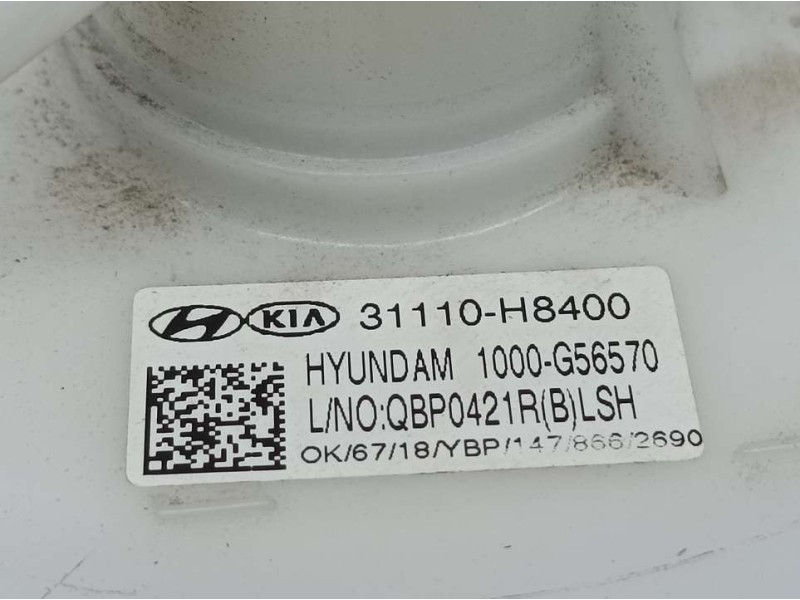 KIA 31110-H8400
HYUNDAM 1000-G56570
L/NO:QBP0421R(B)LSH
OK/67/18/YBP/147/866/2690